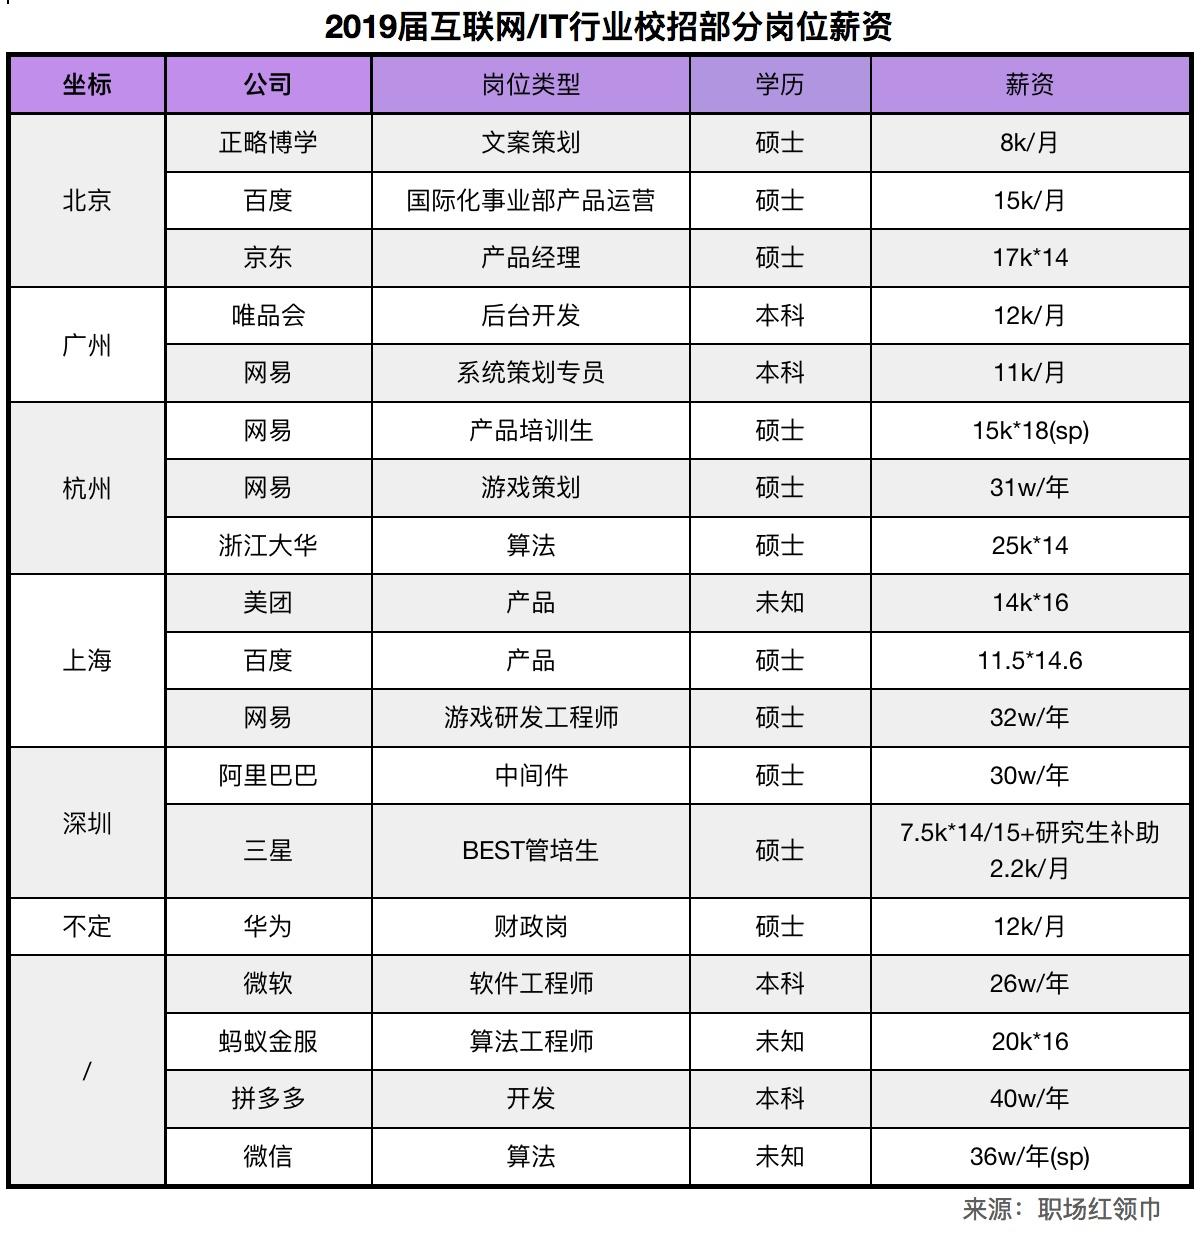 2019届互联网/IT行业校招部分岗位薪资
坐标 公司 岗位类型 学历 薪资
北京 正略博学 文案策划 硕士 8k/月
百度 国际化事业部产品运营 硕士 15k/月
京东 产品经理 硕士 17k*14
广州 唯品会 后台开发 本科 12k/月
网易 系统策划专员 本科 11k/月
杭州 网易 产品培训生 硕士 15k*18(sp)
网易 游戏策划 硕士 31w/年
浙江大华 算法 硕士 25k*14
上海 美团 产品 未知 14k*16
百度 产品 硕士 11.5*14.6
网易 游戏研发工程师 硕士 32w/年
深圳 阿里巴巴 中间件 硕士 30w/年
三星 BEST管培生 硕士 7.5k*14/15+研究生补助
2.2k/月
不定 华为 财政岗 硕士 12k/月
/ 微软 软件工程师 本科 26w/年
蚂蚁金服 算法工程师 未知 20k*16
拼多多 开发 本科 40w/年
微信 算法 未知 36w/年(sp)
来源：职场红领巾